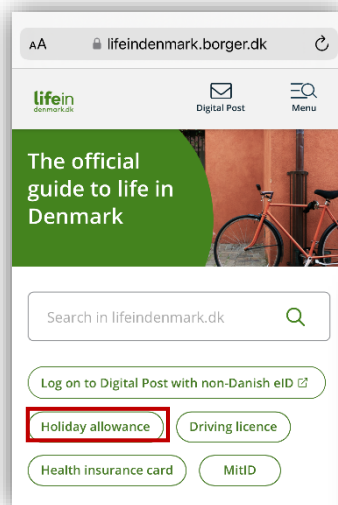 AA lifeindenmark.borger.dk
lifein
denmark.dk
Digital Post Menu
The official
guide to life in
Denmark
Search in lifeindenmark.dk
Log on to Digital Post with non-Danish eID
Holiday allowance Driving licence
Health insurance card MitID